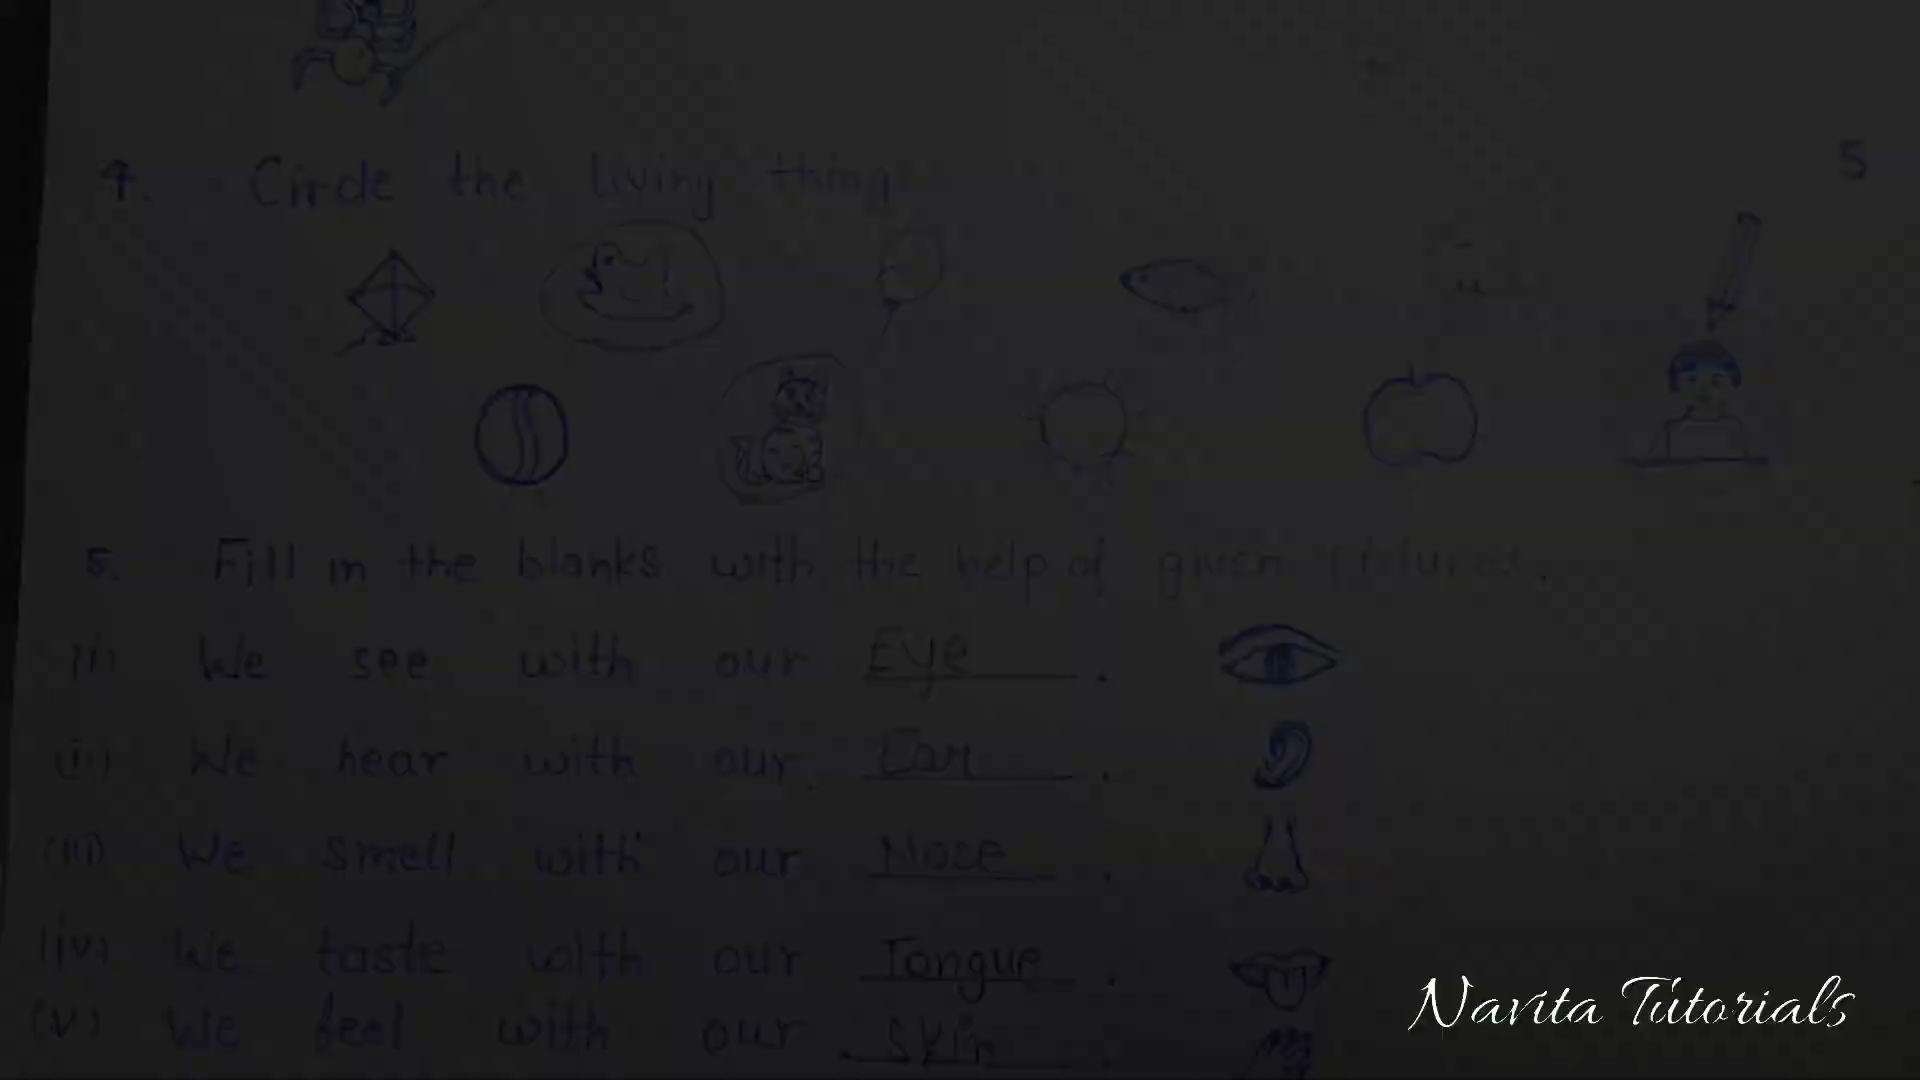 4. Circle the living thing 5
5. Fill in the blanks with the help of given pictures.
(i) We see with our Eye .
(ii) We hear with our Ear .
(iii) We smell with our Nose .
(iv) We taste with our Tongue .
(v) We feel with our Skin .
Navita Tutorials